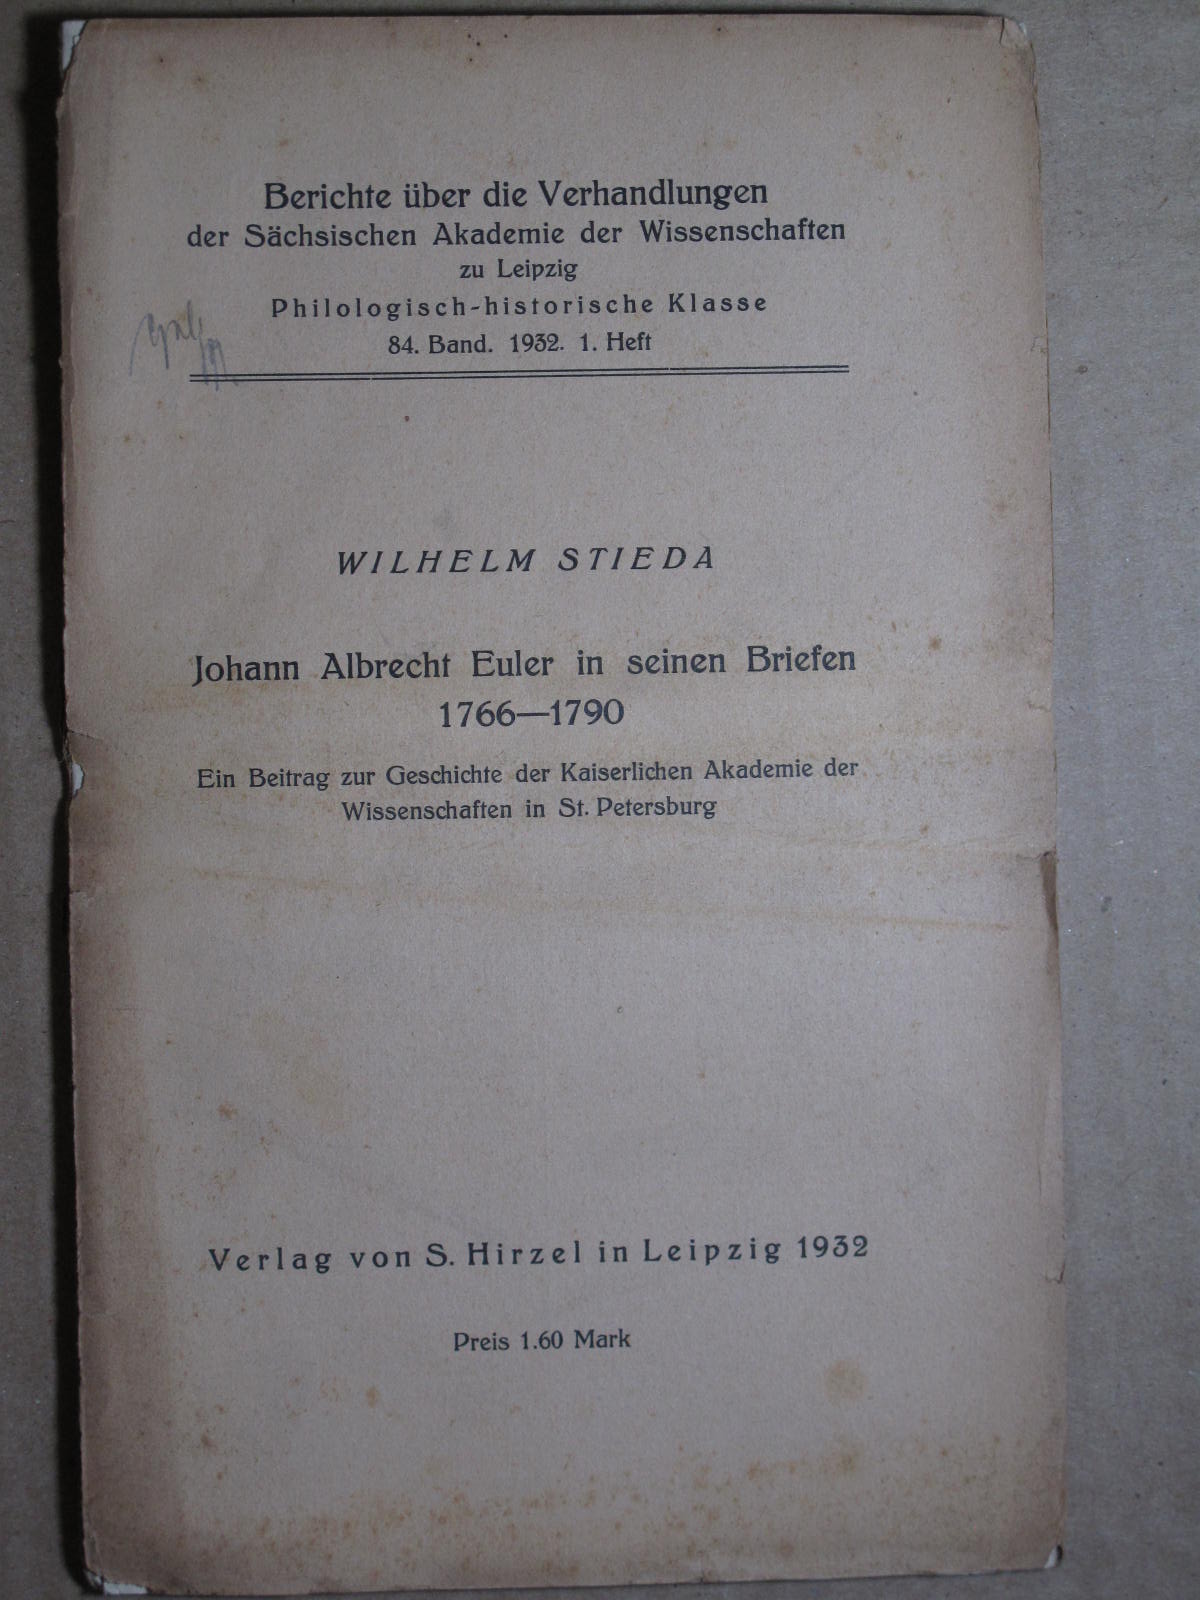 Berichte über die Verhandlungen
der Sächsischen Akademie der Wissenschaften
zu Leipzig
Philologisch-historische Klasse
84. Band. 1932. 1. Heft
WILHELM STIEDA
Johann Albrecht Euler in seinen Briefen
1766—1790
Ein Beitrag zur Geschichte der Kaiserlichen Akademie der
Wissenschaften in St. Petersburg
Verlag von S. Hirzel in Leipzig 1932
Preis 1.60 Mark